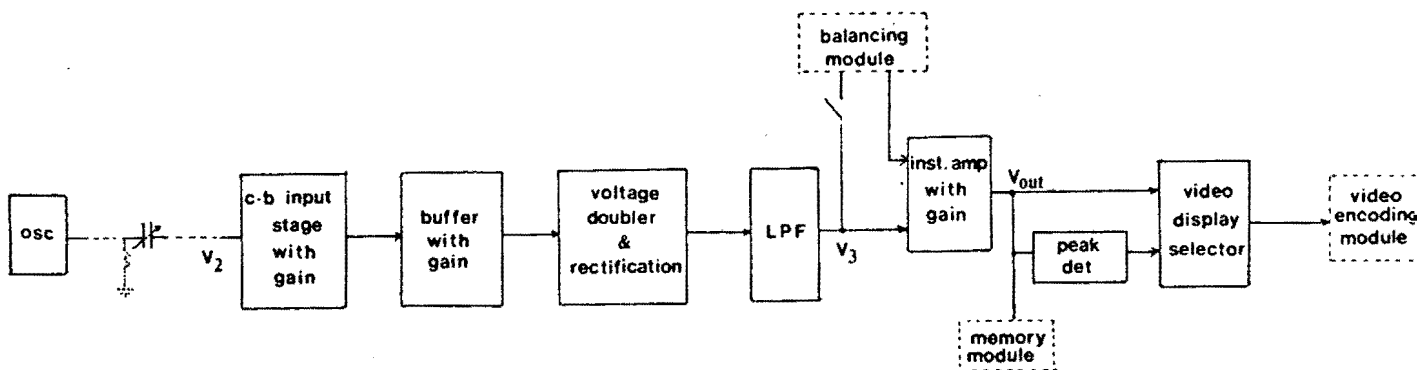 balancing
module
osc
V2
c-b input
stage
with
gain
buffer
with
gain
voltage
doubler
&
rectification
LPF
V3
inst. amp
with
gain
Vout
peak
det
memory
module
video
display
selector
video
encoding
module